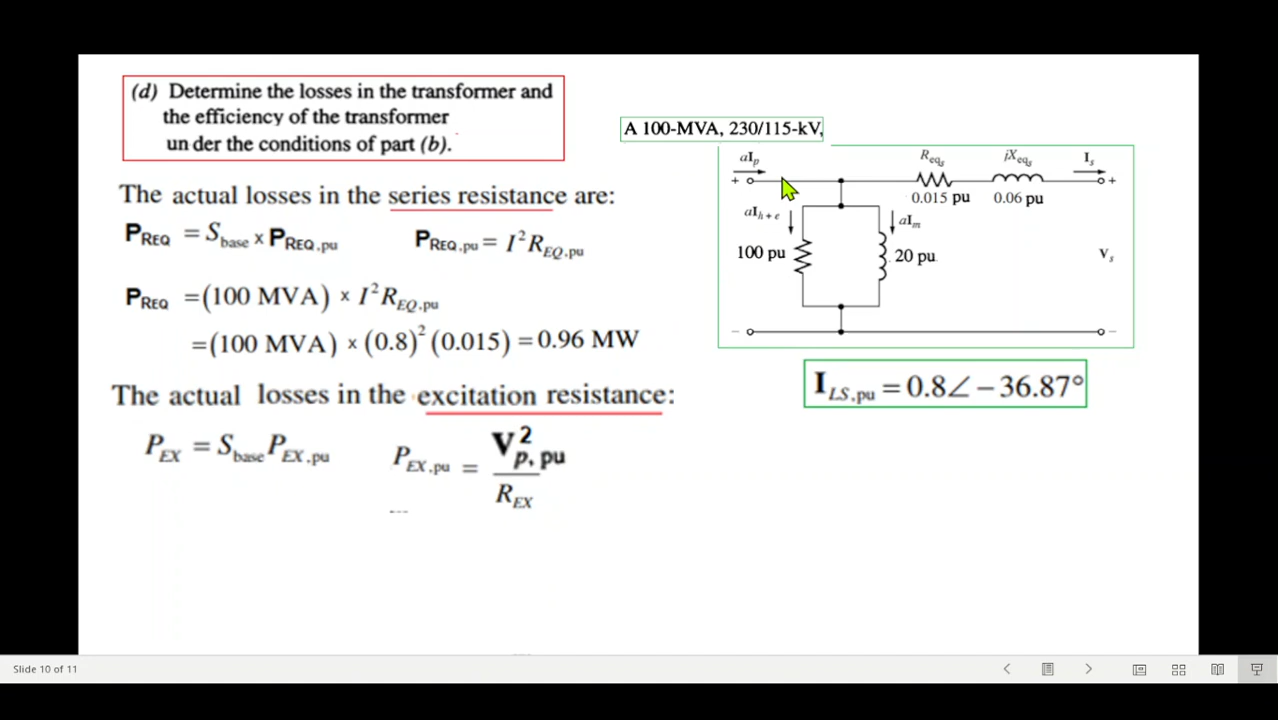 (d) Determine the losses in the transformer and
the efficiency of the transformer
un der the conditions of part (b).
The actual losses in the series resistance are:
P_REQ = S_base x P_REQ,pu    P_REQ,pu = I² R_EQ,pu
P_REQ = (100 MVA) × I² R_EQ,pu
= (100 MVA) × (0.8)² (0.015) = 0.96 MW
The actual losses in the excitation resistance:
P_EX = S_base P_EX,pu    P_EX,pu = V²_p, pu / R_EX
A 100-MVA, 230/115-kV,
aI_p    R_eq_s    jX_eq_s    I_s
+    0.015 pu    0.06 pu    +
aI_h+e    aI_m
100 pu    20 pu    V_s
–    –
I_LS,pu = 0.8∠ – 36.87°
Slide 10 of 11